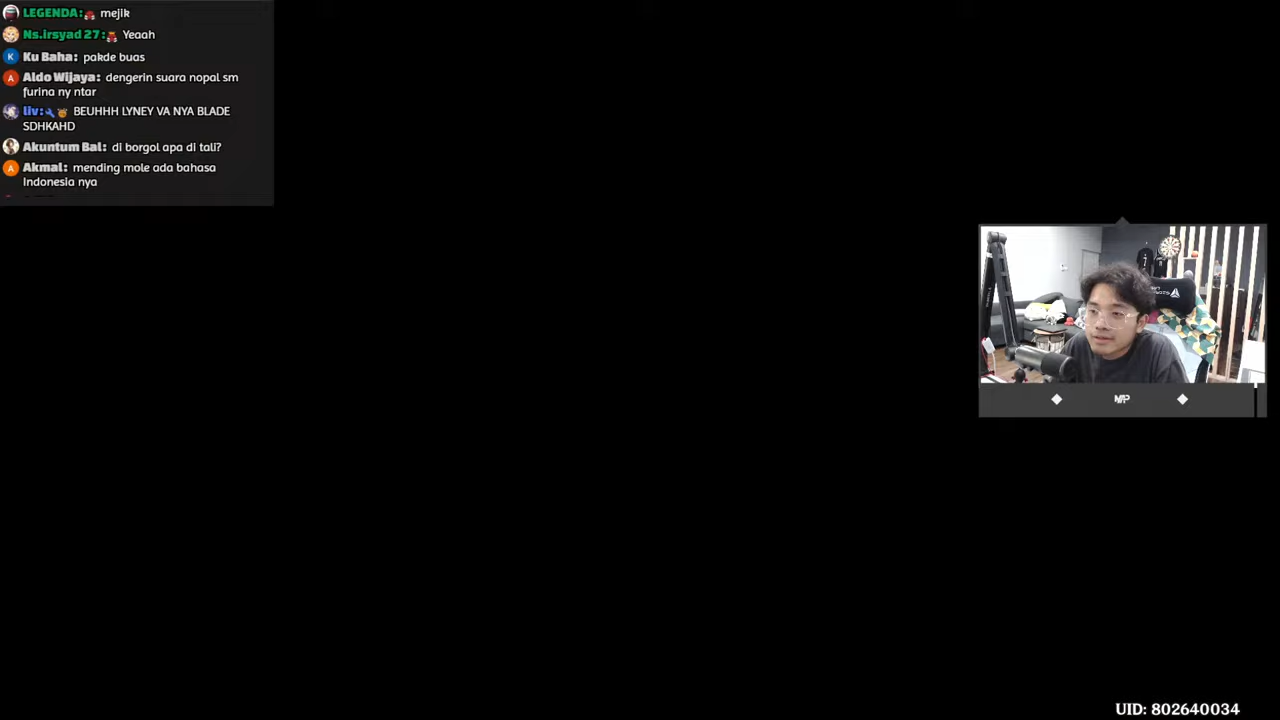 LEGENDA: mejik
Ns.irsyad 27: Yeaah
Ku Baha: pakde buas
Aldo Wijaya: dengerin suara nopal sm
furina ny ntar
liv: BEUHHH LYNEY VA NYA BLADE
SDHKAHD
Akuntum Bal: di borgol apa di tali?
Akmal: mending mole ada bahasa
Indonesia nya
UID: 802640034